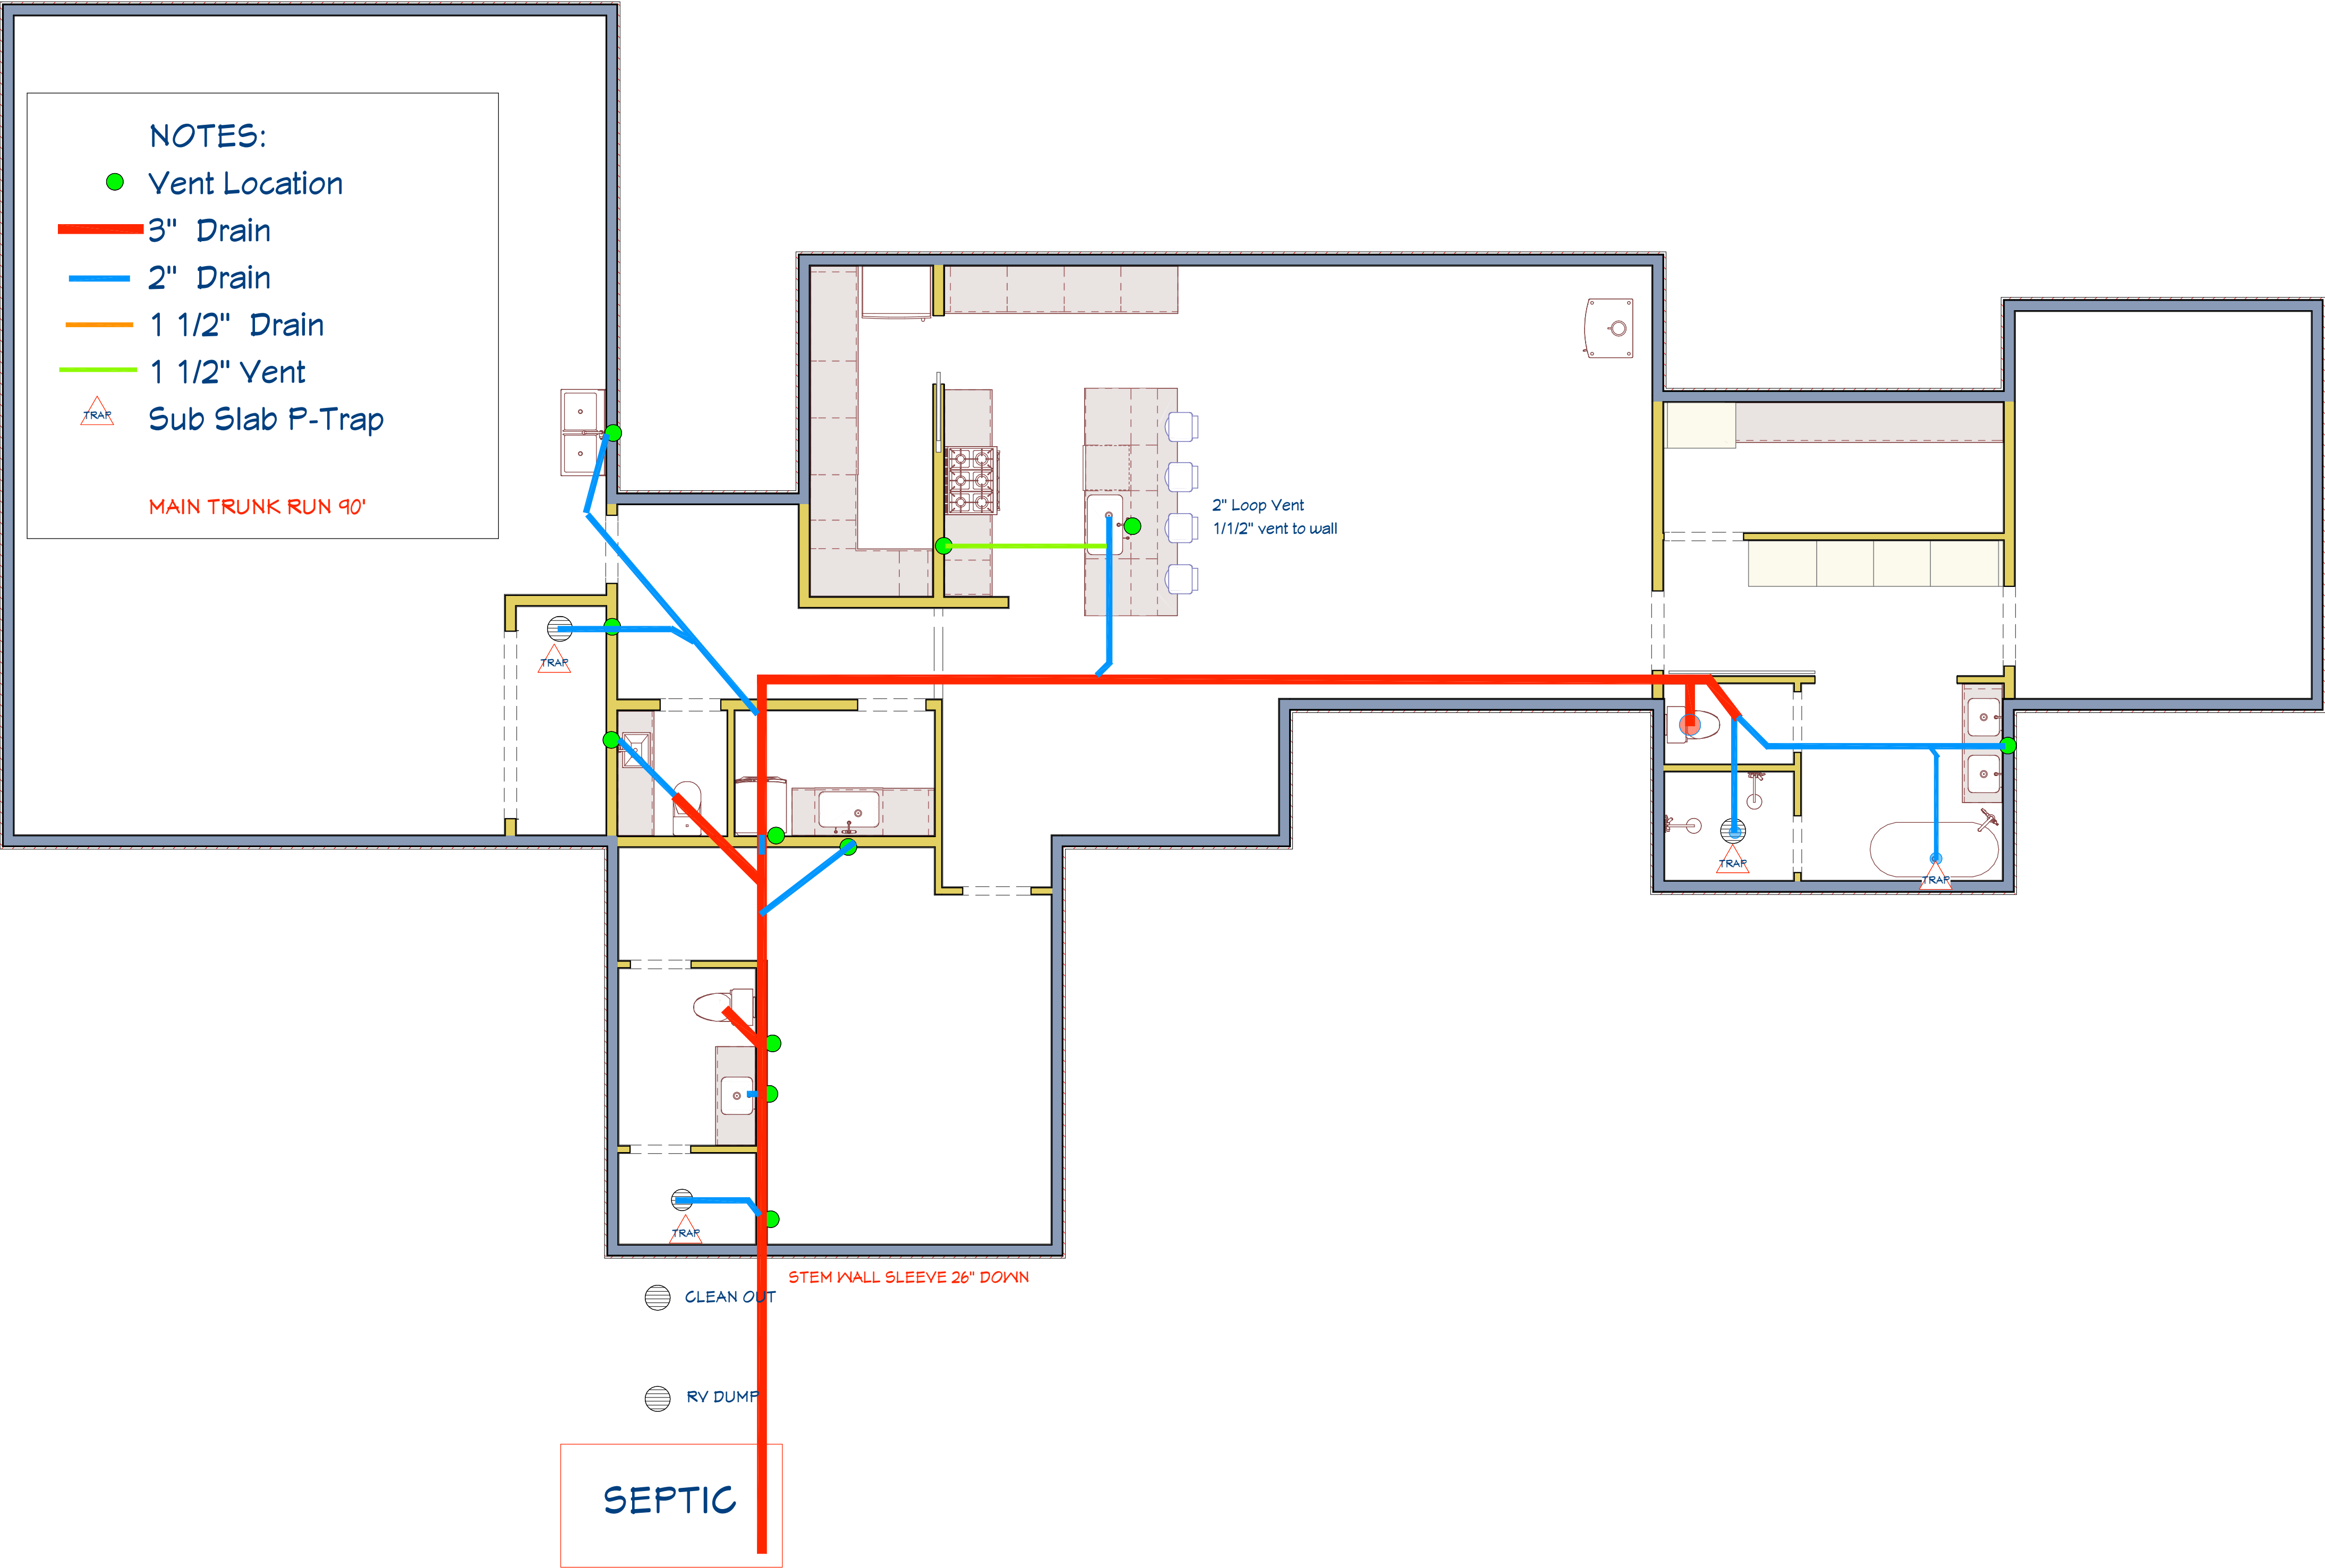 NOTES:
Vent Location
3" Drain
2" Drain
1 1/2" Drain
1 1/2" Vent
TRAP
Sub Slab P-Trap
MAIN TRUNK RUN 90'
2" Loop Vent
1/1/2" vent to wall
TRAP
TRAP
TRAP
TRAP
STEM WALL SLEEVE 26" DOWN
CLEAN OUT
RV DUMP
SEPTIC